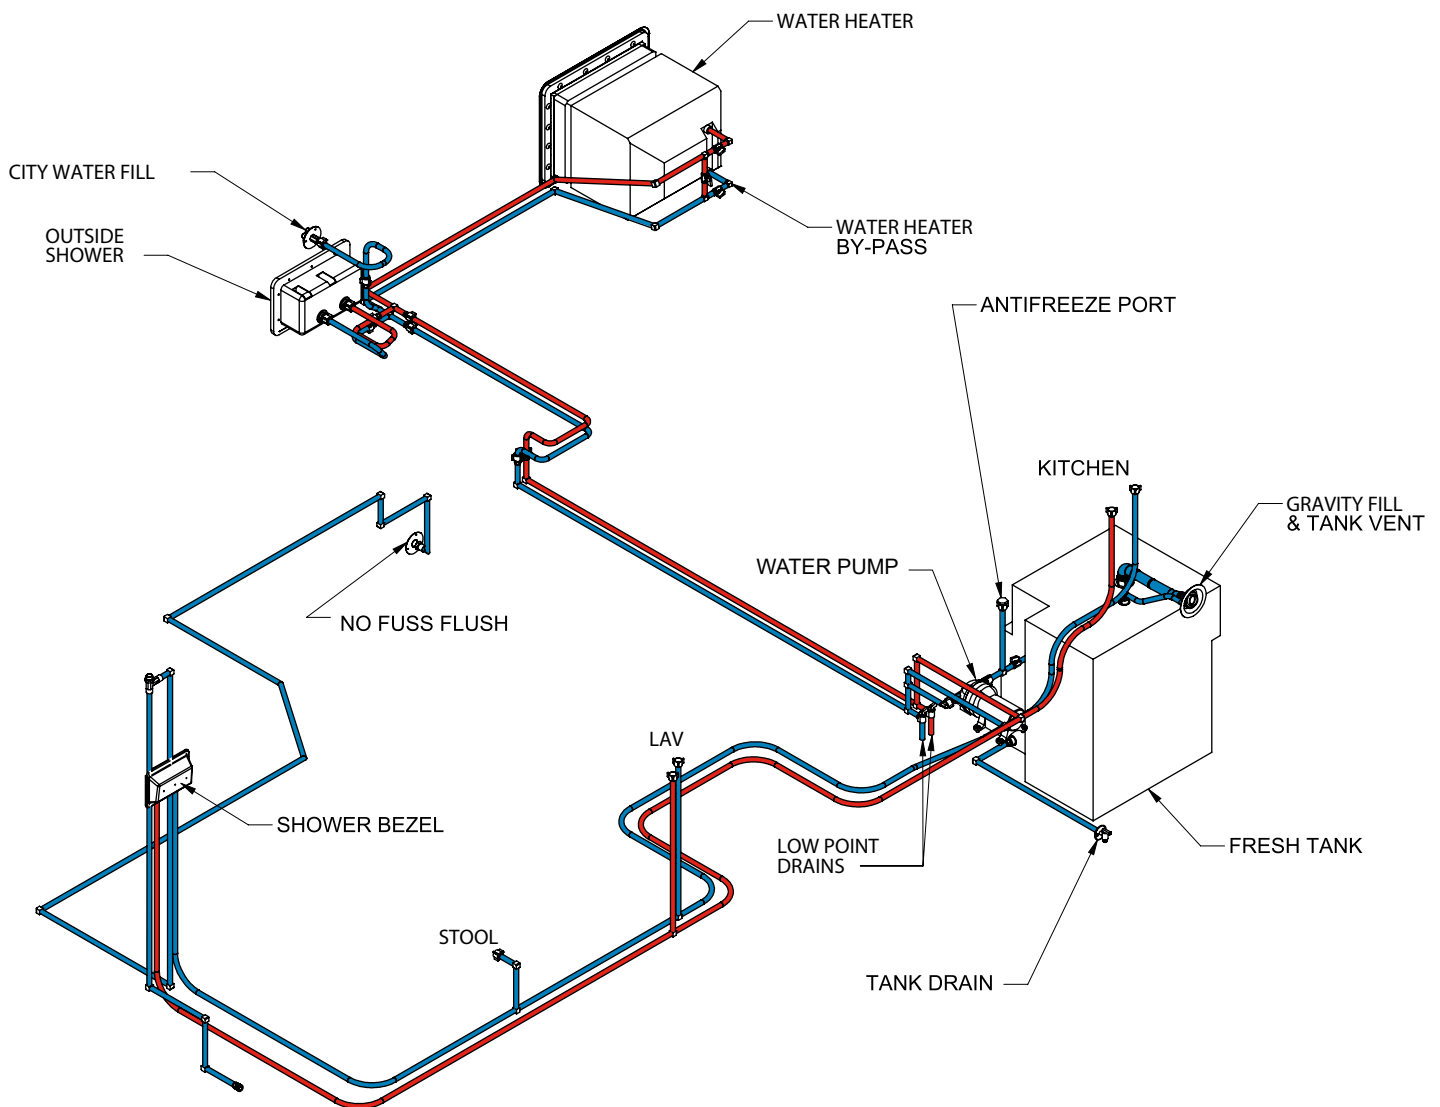 WATER HEATER
CITY WATER FILL
OUTSIDE
SHOWER
WATER HEATER
BY-PASS
ANTIFREEZE PORT
KITCHEN
GRAVITY FILL
& TANK VENT
WATER PUMP
NO FUSS FLUSH
LAV
SHOWER BEZEL
LOW POINT
DRAINS
FRESH TANK
STOOL
TANK DRAIN